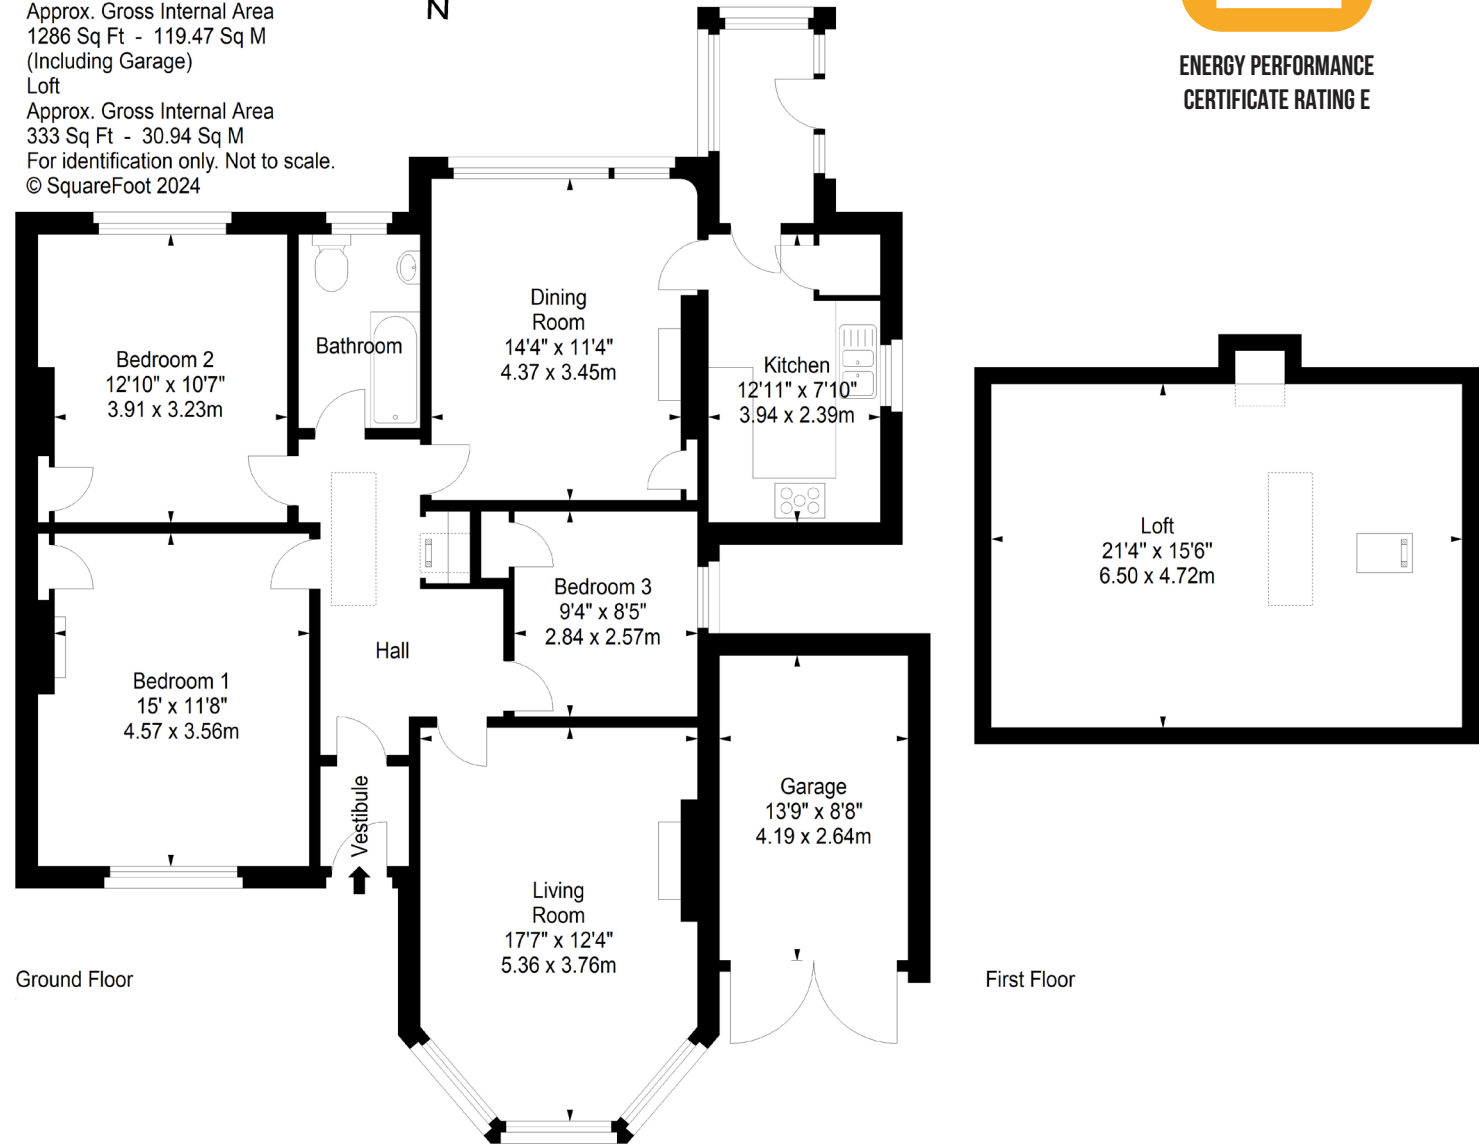 Approx. Gross Internal Area
1286 Sq Ft - 119.47 Sq M
(Including Garage)
Loft
Approx. Gross Internal Area
333 Sq Ft - 30.94 Sq M
For identification only. Not to scale.
© SquareFoot 2024
N
ENERGY PERFORMANCE
CERTIFICATE RATING E
Bedroom 2
12'10" x 10'7"
3.91 x 3.23m
Bathroom
Dining
Room
14'4" x 11'4"
4.37 x 3.45m
Kitchen
12'11" x 7'10"
3.94 x 2.39m
Bedroom 1
15' x 11'8"
4.57 x 3.56m
Hall
Bedroom 3
9'4" x 8'5"
2.84 x 2.57m
Vestibule
Living
Room
17'7" x 12'4"
5.36 x 3.76m
Garage
13'9" x 8'8"
4.19 x 2.64m
Ground Floor
Loft
21'4" x 15'6"
6.50 x 4.72m
First Floor